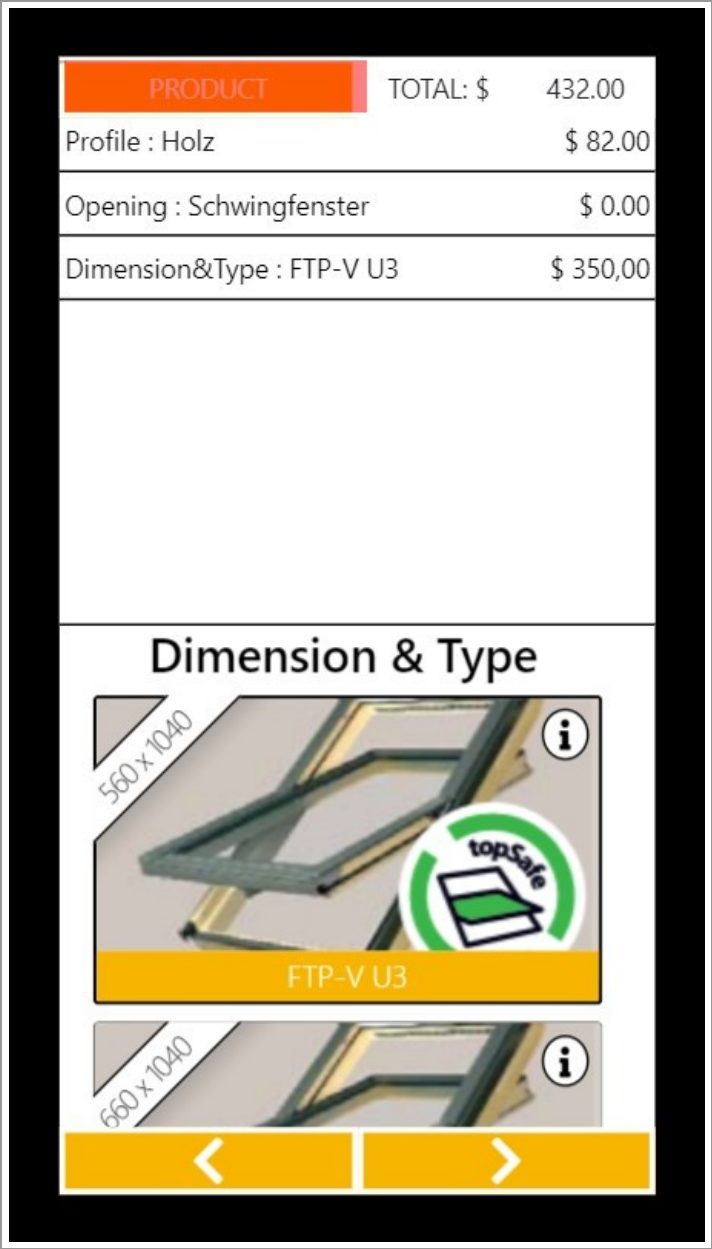 PRODUCT TOTAL: $ 432.00
Profile : Holz $ 82.00
Opening : Schwingfenster $ 0.00
Dimension&Type : FTP-V U3 $ 350,00
Dimension & Type
560 x 1040
i
topSafe
FTP-V U3
660 x 1040
i